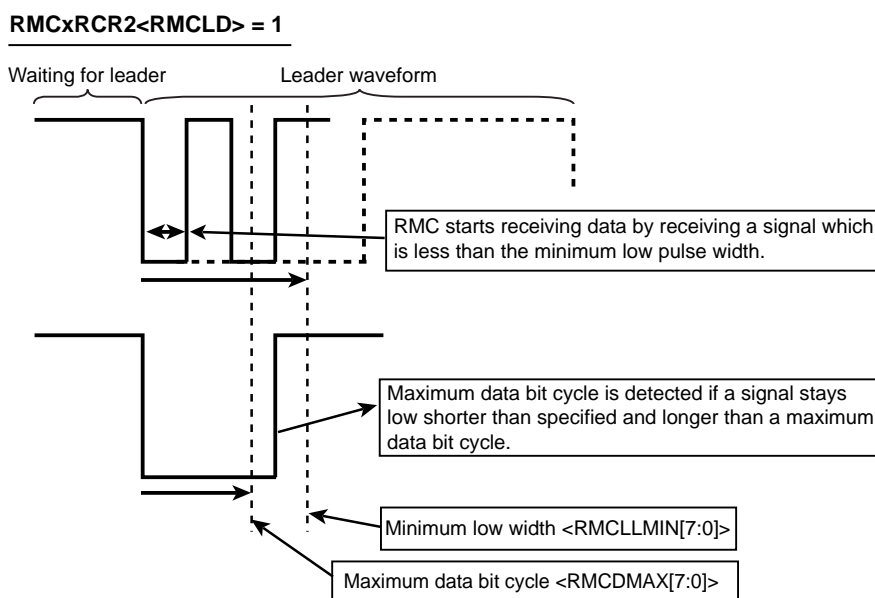 RMCxRCR2<RMCLD> = 1
Waiting for leader
Leader waveform
RMC starts receiving data by receiving a signal which
is less than the minimum low pulse width.
Maximum data bit cycle is detected if a signal stays
low shorter than specified and longer than a maximum
data bit cycle.
Minimum low width <RMCLLMIN[7:0]>
Maximum data bit cycle <RMCDMAX[7:0]>